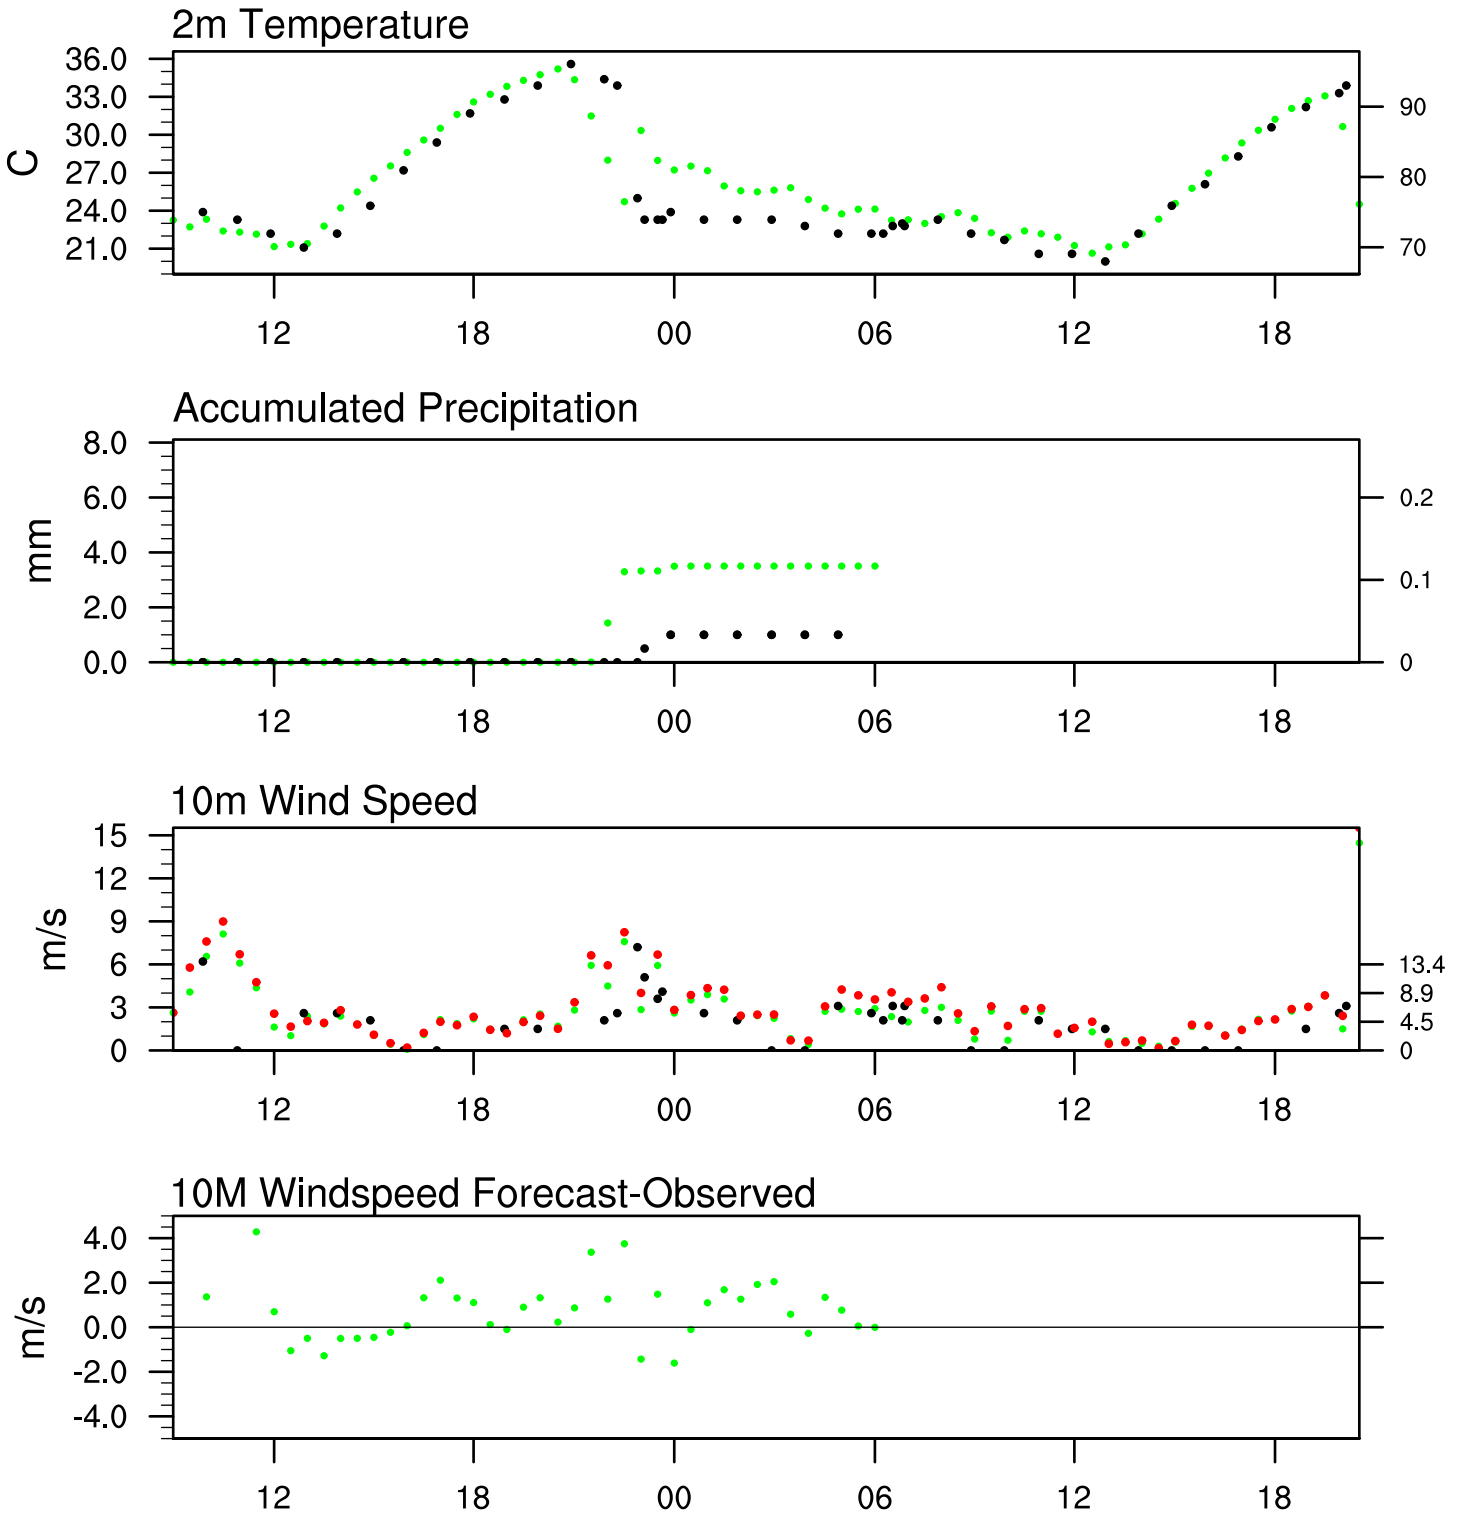 2m Temperature
36.0
33.0
30.0
27.0
24.0
21.0
C
90
80
70
12 18 00 06 12 18
Accumulated Precipitation
8.0
6.0
4.0
2.0
0.0
mm
0.2
0.1
0
12 18 00 06 12 18
10m Wind Speed
15
12
9
6
3
0
m/s
13.4
8.9
4.5
0
12 18 00 06 12 18
10M Windspeed Forecast-Observed
4.0
2.0
0.0
-2.0
-4.0
m/s
12 18 00 06 12 18